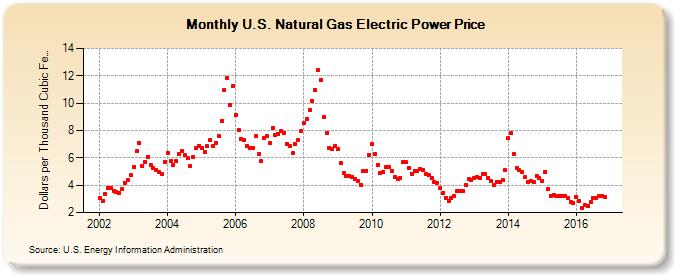 Monthly U.S. Natural Gas Electric Power Price
Dollars per Thousand Cubic Fe...
14
12
10
8
6
4
2
2002 2004 2006 2008 2010 2012 2014 2016
Source: U.S. Energy Information Administration